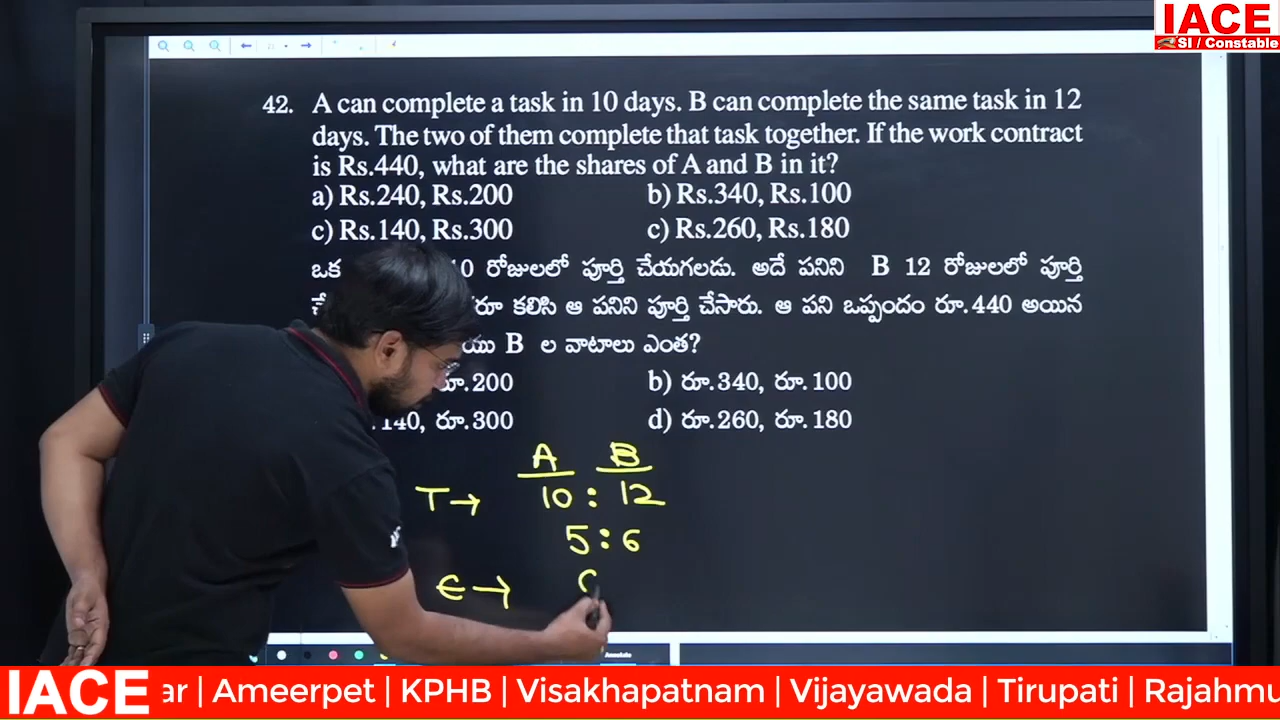 IACE
SI / Constable
42. A can complete a task in 10 days. B can complete the same task in 12
days. The two of them complete that task together. If the work contract
is Rs.440, what are the shares of A and B in it?
a) Rs.240, Rs.200 b) Rs.340, Rs.100
c) Rs.140, Rs.300 c) Rs.260, Rs.180
ఒక 10 రోజులలో పూర్తి చేయగలడు. అదే పనిని B 12 రోజులలో పూర్తి
కలిసి ఆ పనిని పూర్తి చేసారు. ఆ పని ఒప్పందం రూ.440 అయిన
B ల వాటాలు ఎంత?
రూ.200 b) రూ.340, రూ.100
.140, రూ.300 d) రూ.260, రూ.180
A B
T→ 10 : 12
5 : 6
E→
IACE ar | Ameerpet | KPHB | Visakhapatnam | Vijayawada | Tirupati | Rajahmu